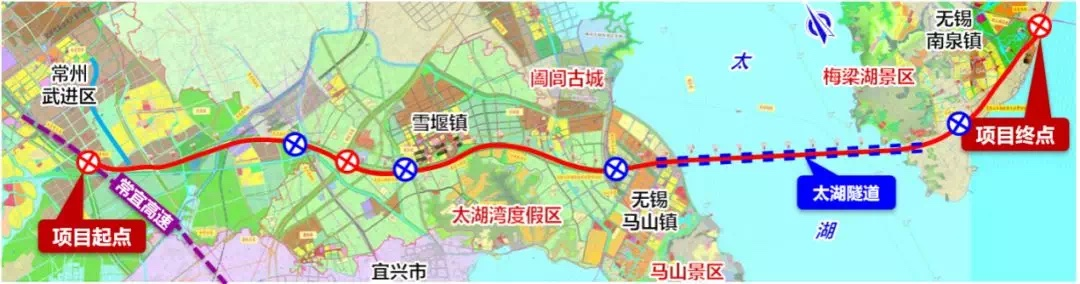 常州
武进区
常宜高速
项目起点
雪堰镇
阖闾古城
太湖湾度假区
宜兴市
无锡
马山镇
马山景区
太
湖
太湖隧道
梅梁湖景区
无锡
南泉镇
项目终点